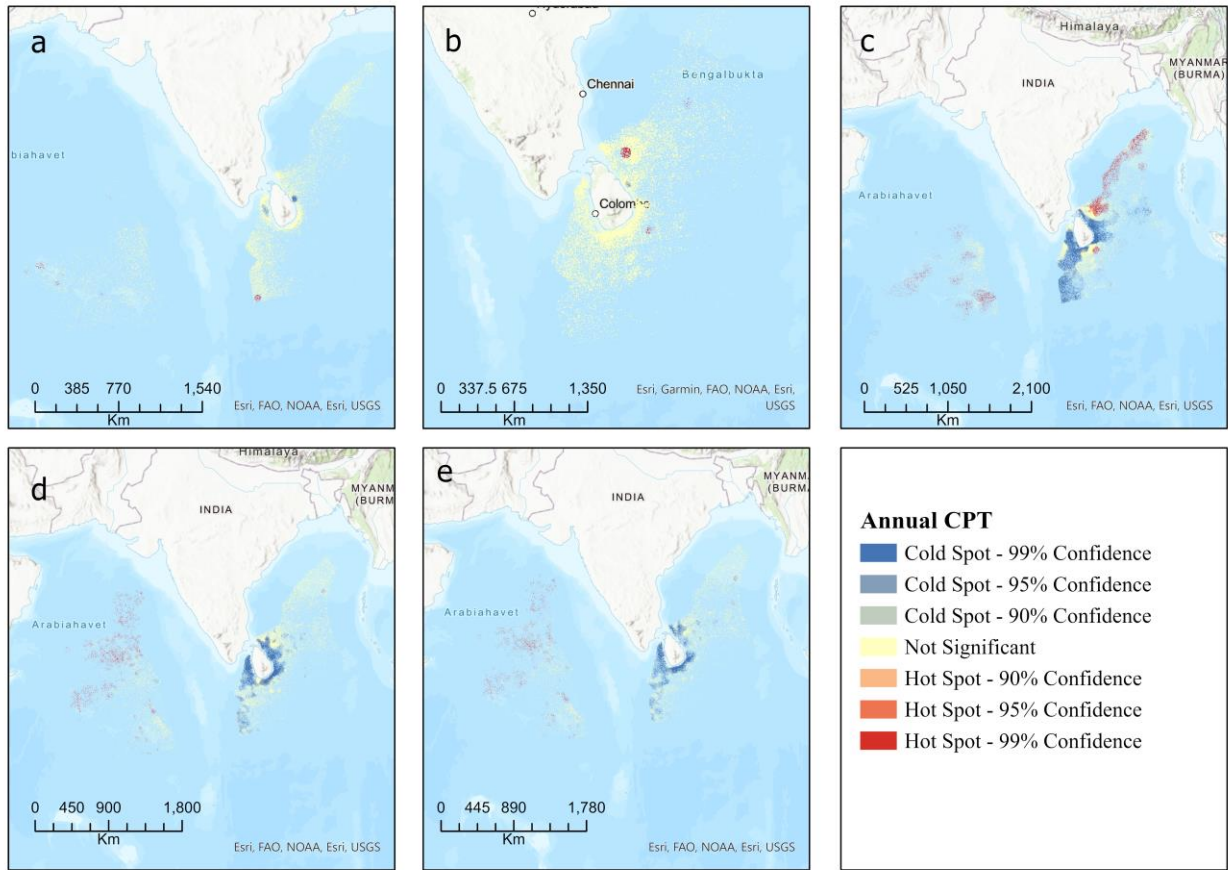 a
biahavet
0 385 770 1,540
Km
Esri, FAO, NOAA, Esri, USGS
b
Bengalbukta
Chennai
0 337.5 675 1,350
Km
Esri, Garmin, FAO, NOAA, Esri,
USGS
c
Himalaya
MYANMAR
(BURMA)
INDIA
Arabiahavet
0 525 1,050 2,100
Km
Esri, FAO, NOAA, Esri, USGS
d
Himalaya
MYANM
(BURM
INDIA
Arabiahavet
0 450 900 1,800
Km
Esri, FAO, NOAA, Esri, USGS
e
MYANMA
(BURM
INDIA
Arabiahavet
0 445 890 1,780
Km
Esri, FAO, NOAA, Esri, USGS
Annual CPT
Cold Spot - 99% Confidence
Cold Spot - 95% Confidence
Cold Spot - 90% Confidence
Not Significant
Hot Spot - 90% Confidence
Hot Spot - 95% Confidence
Hot Spot - 99% Confidence